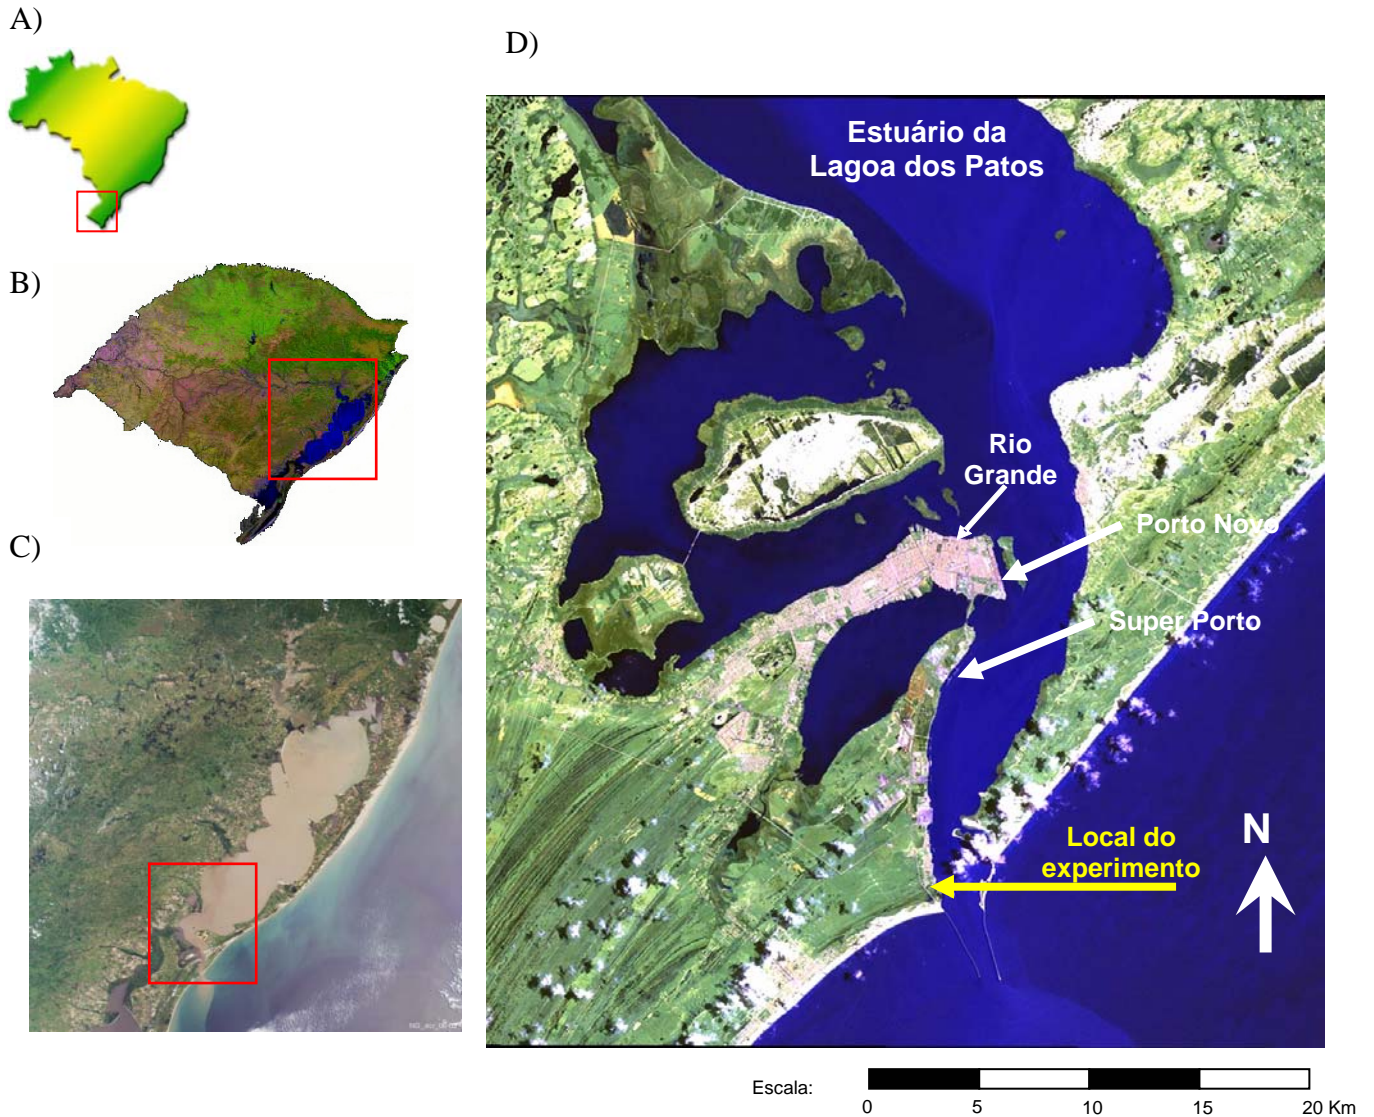 A)
D)
Estuário da
Lagoa dos Patos
B)
Rio
Grande
Porto Novo
C)
Super Porto
Local do
experimento
N
Escala:
0 5 10 15 20 Km